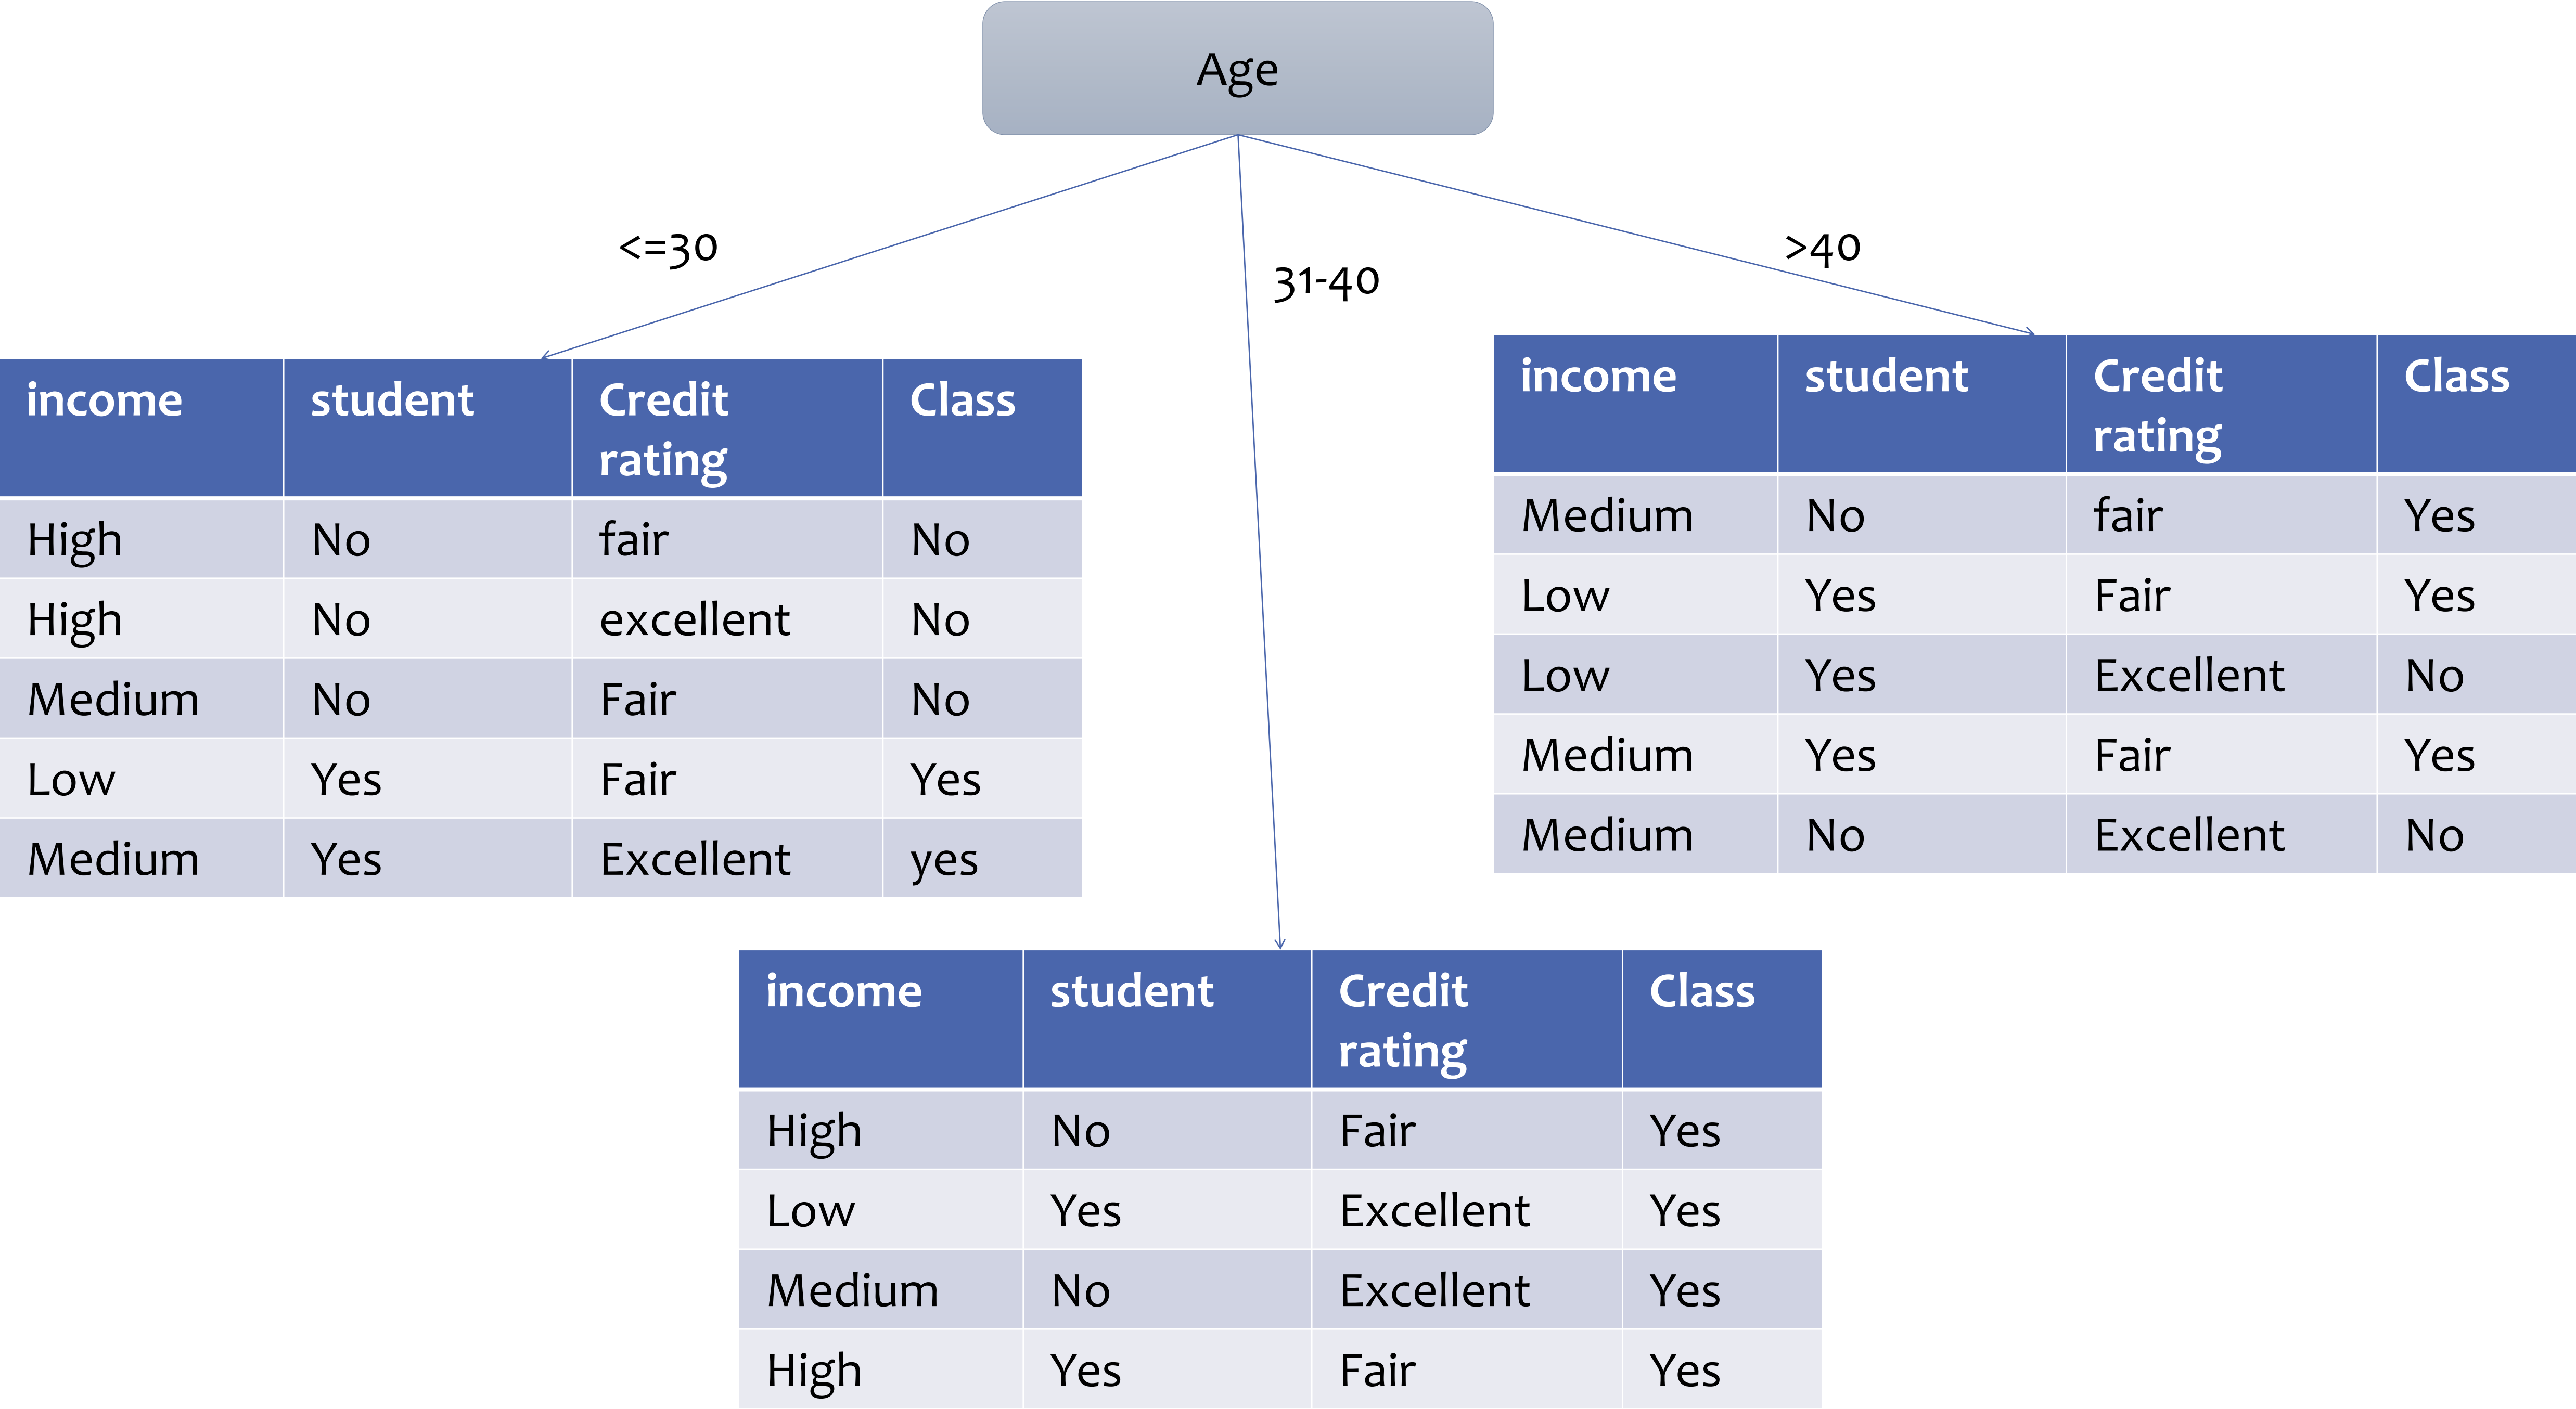 Age
<=30
31-40
>40
income student Credit rating Class
High No fair No
High No excellent No
Medium No Fair No
Low Yes Fair Yes
Medium Yes Excellent yes
income student Credit rating Class
Medium No fair Yes
Low Yes Fair Yes
Low Yes Excellent No
Medium Yes Fair Yes
Medium No Excellent No
income student Credit rating Class
High No Fair Yes
Low Yes Excellent Yes
Medium No Excellent Yes
High Yes Fair Yes